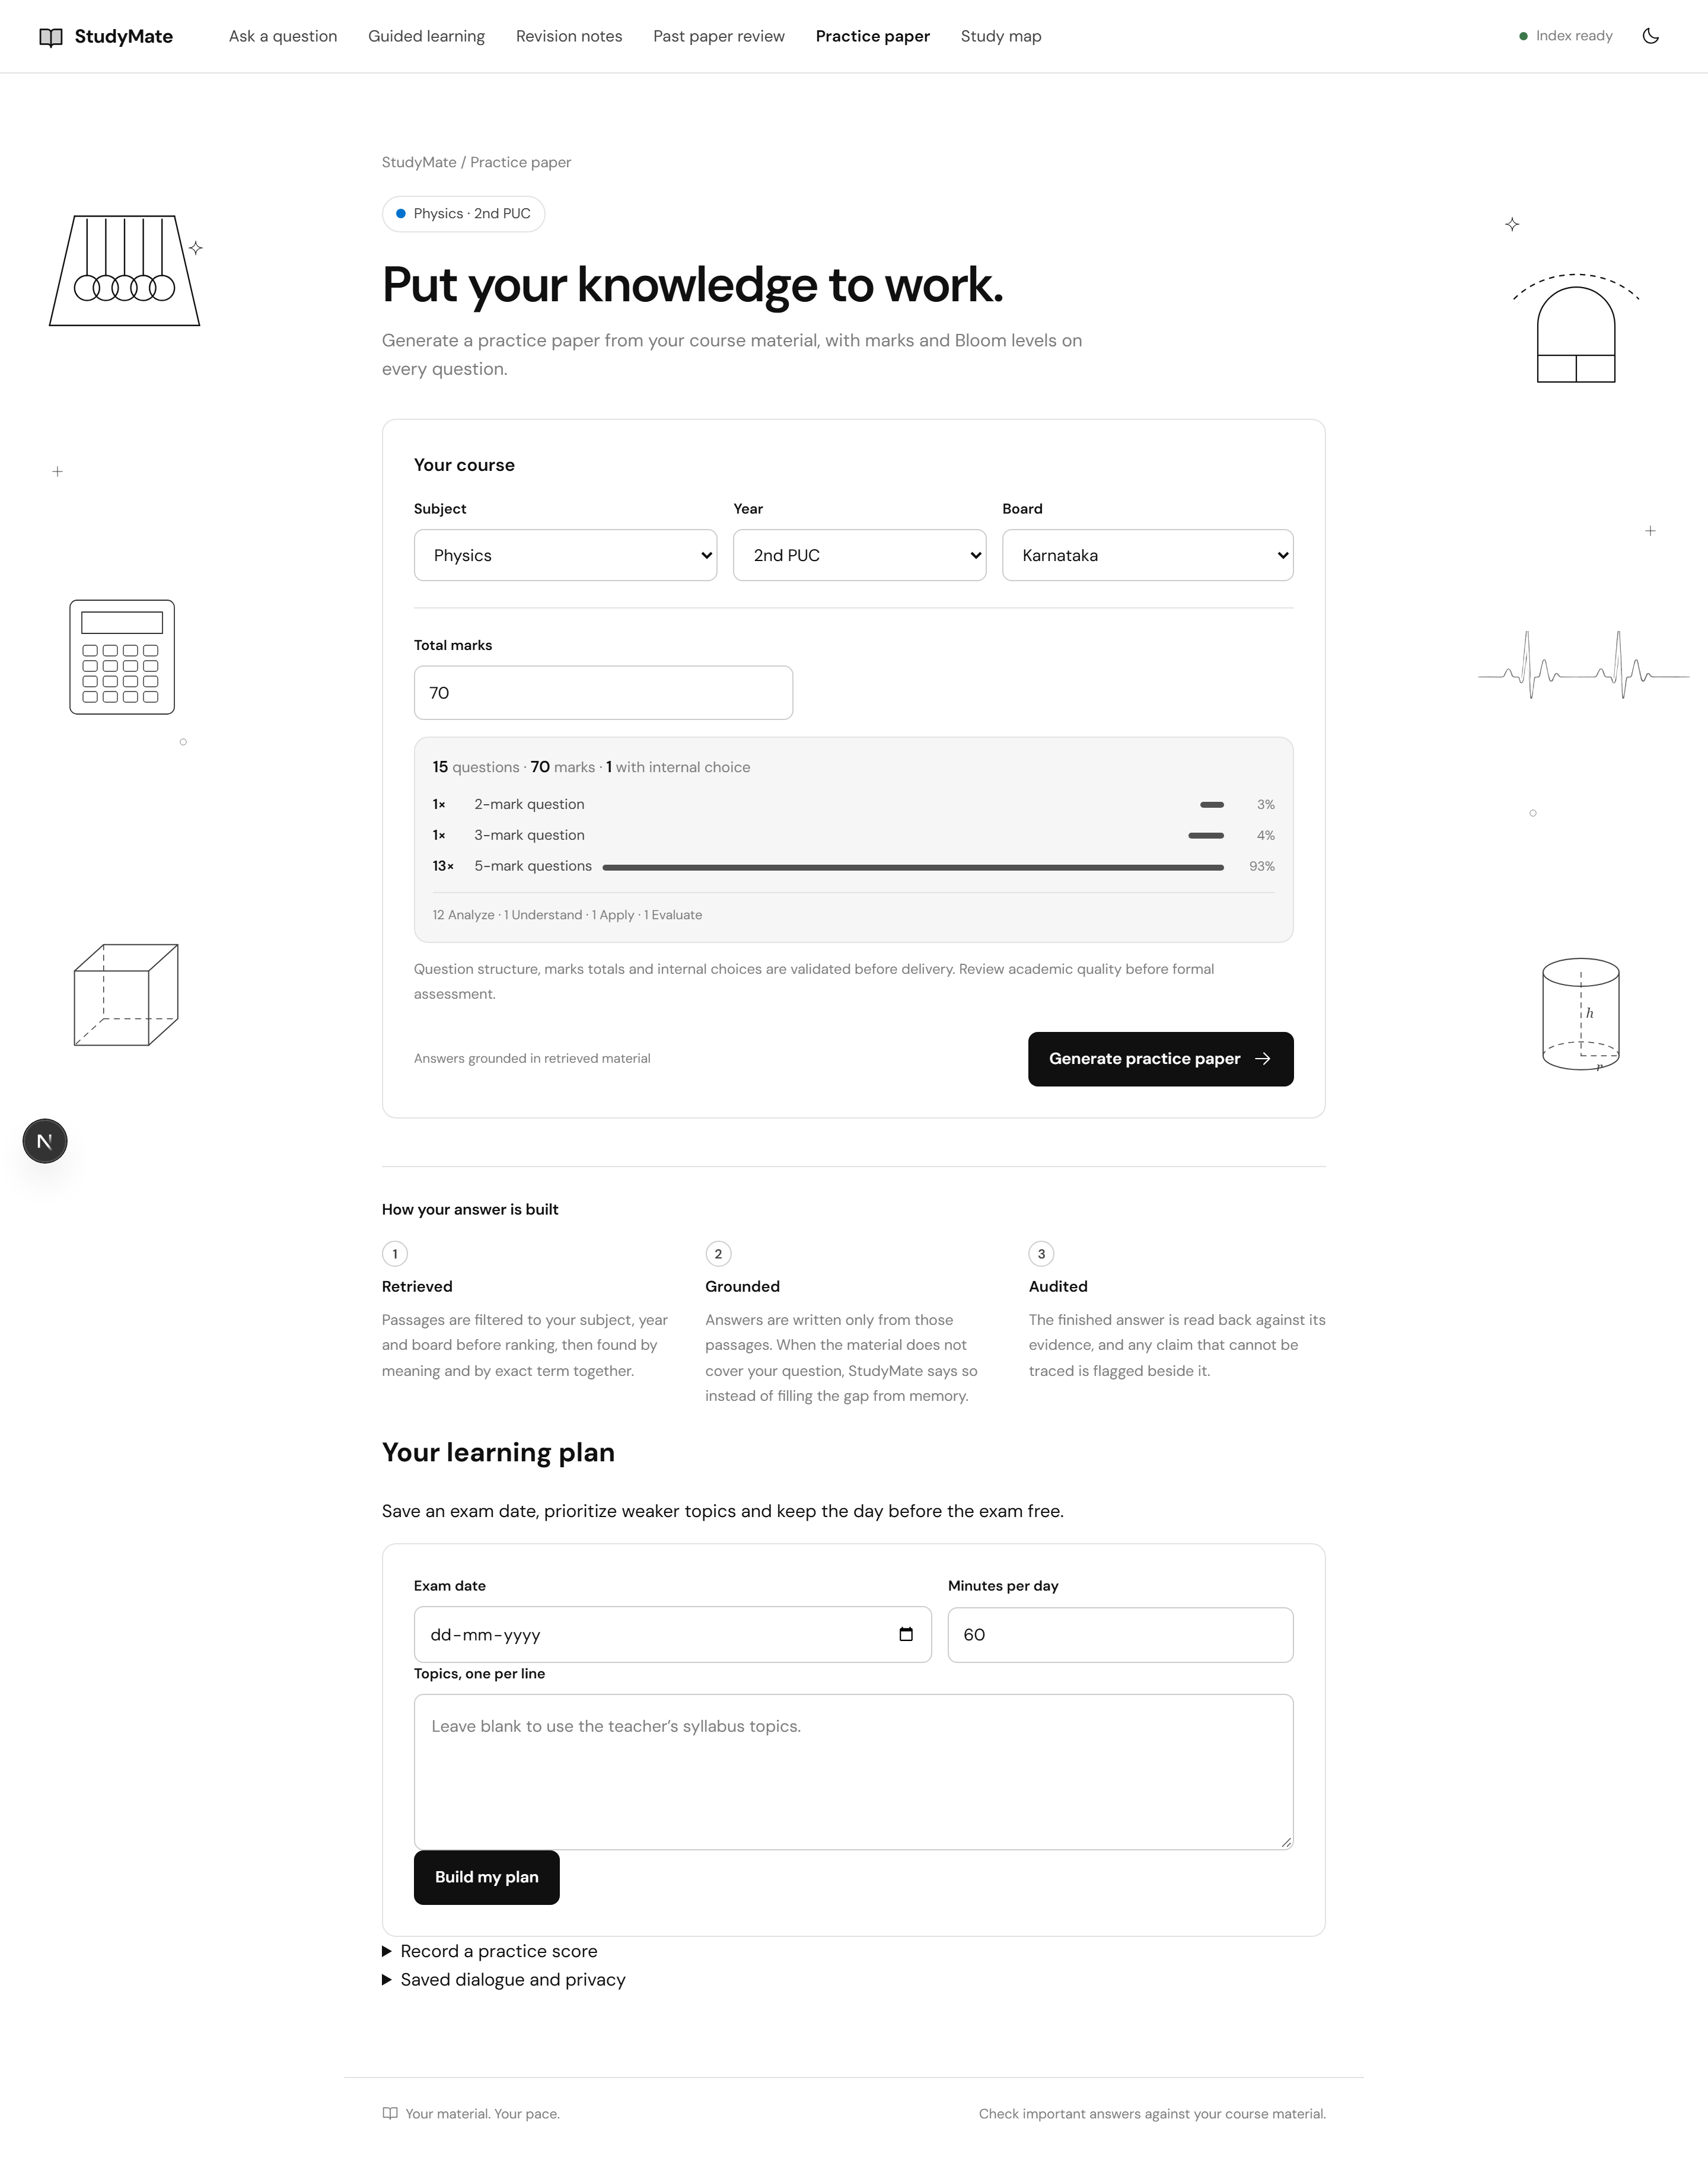 StudyMate
Ask a question
Guided learning
Revision notes
Past paper review
Practice paper
Study map
Index ready
StudyMate / Practice paper
Physics · 2nd PUC
Put your knowledge to work.
Generate a practice paper from your course material, with marks and Bloom levels on
every question.
Your course
Subject
Year
Board
Physics
2nd PUC
Karnataka
Total marks
70
15 questions · 70 marks · 1 with internal choice
1× 2-mark question 3%
1× 3-mark question 4%
13× 5-mark questions 93%
12 Analyze · 1 Understand · 1 Apply · 1 Evaluate
Question structure, marks totals and internal choices are validated before delivery. Review academic quality before formal
assessment.
Answers grounded in retrieved material
Generate practice paper →
h
r
N
How your answer is built
1
Retrieved
Passages are filtered to your subject, year
and board before ranking, then found by
meaning and by exact term together.
2
Grounded
Answers are written only from those
passages. When the material does not
cover your question, StudyMate says so
instead of filling the gap from memory.
3
Audited
The finished answer is read back against its
evidence, and any claim that cannot be
traced is flagged beside it.
Your learning plan
Save an exam date, prioritize weaker topics and keep the day before the exam free.
Exam date
Minutes per day
dd-mm-yyyy
60
Topics, one per line
Leave blank to use the teacher’s syllabus topics.
Build my plan
Record a practice score
Saved dialogue and privacy
Your material. Your pace.
Check important answers against your course material.